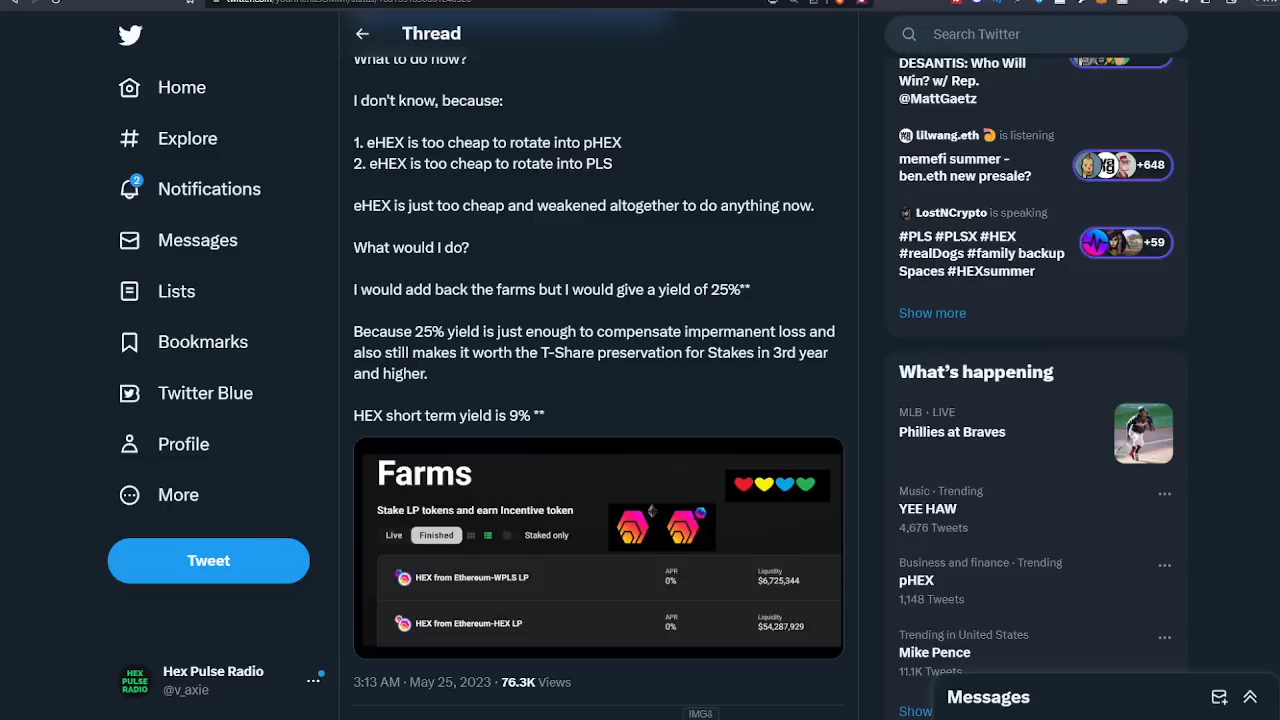 Home
Explore
2
Notifications
Messages
Lists
Bookmarks
Twitter Blue
Profile
More
Tweet
HEX
PULSE
RADIO
Hex Pulse Radio
@v_axie
Thread
What to do now?
I don't know, because:
1. eHEX is too cheap to rotate into pHEX
2. eHEX is too cheap to rotate into PLS
eHEX is just too cheap and weakened altogether to do anything now.
What would I do?
I would add back the farms but I would give a yield of 25%**
Because 25% yield is just enough to compensate impermanent loss and
also still makes it worth the T-Share preservation for Stakes in 3rd year
and higher.
HEX short term yield is 9% **
Farms
Stake LP tokens and earn Incentive token
Live Finished Staked only
HEX from Ethereum-WPLS LP
APR
0%
Liquidity
$6,725,344
HEX from Ethereum-HEX LP
APR
0%
Liquidity
$54,287,929
3:13 AM · May 25, 2023 · 76.3K Views
Search Twitter
DESANTIS: Who Will
Win? w/ Rep.
@MattGaetz
lilwang.eth is listening
memefi summer -
ben.eth new presale?
+648
LostNCrypto is speaking
#PLS #PLSX #HEX
#realDogs #family backup
Spaces #HEXsummer
+59
Show more
What's happening
MLB · LIVE
Phillies at Braves
Music · Trending
YEE HAW
4,676 Tweets
Business and finance · Trending
pHEX
1,148 Tweets
Trending in United States
Mike Pence
11.1K Tweets
Show
Messages